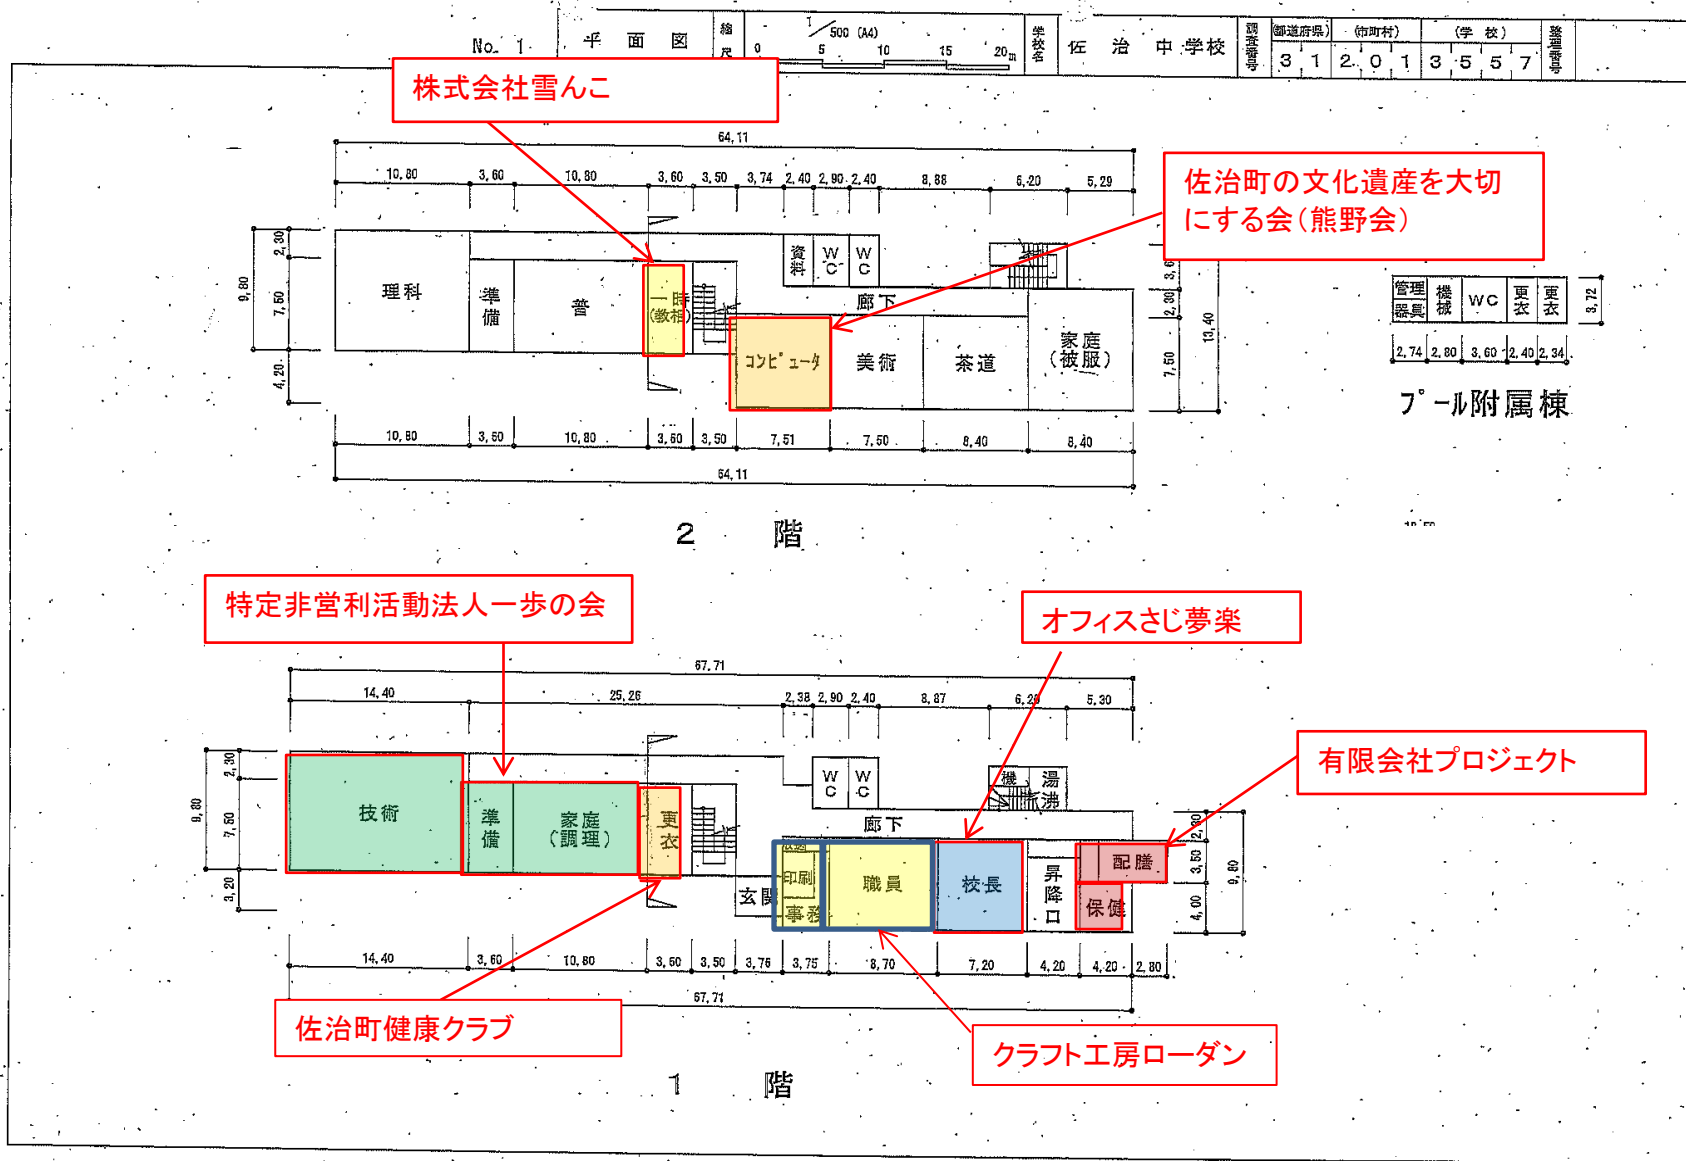 No. 1 平面図 縮尺 1/500 (A4) 0 5 10 15 20m 学校名 佐治中学校 調査番号 (都道府県) 31 (市町村) 201 (学校) 3557 整理番号
株式会社雪んこ
64,11
10,80 3,60 10,80 3,60 3,50 3,74 2,40 2,90 2,40 8,88 6,20 5,29
佐治町の文化遺産を大切
にする会(熊野会)
9,80 2,30 7,50 4,20
理科 準備 普 一時(教相) 資料 WC WC 廊下
コンピュータ 美術 茶道 家庭(被服)
2,30 7,50 13,40
管理 器具 機械 WC 更衣 更衣 3,72
2,74 2,80 3,60 2,40 2,34
プール附属棟
10,80 3,60 10,80 3,60 3,50 7,51 7,50 8,40 8,40
64,11
2 階
特定非営利活動法人一歩の会
オフィスさじ夢楽
67,71
14,40 25,26 2,38 2,90 2,40 8,87 6,20 5,30
有限会社プロジェクト
9,80 2,30 7,50 3,20
技術 準備 家庭(調理) 更衣 WC WC 機 湯沸
廊下
玄関 印刷 事務 職員 校長 昇降口 配膳 保健
2,30 3,50 4,00 9,80
14,40 3,60 10,80 3,60 3,50 3,76 3,75 8,70 7,20 4,20 4,20 2,80
67,71
佐治町健康クラブ
クラフト工房ローダン
1 階